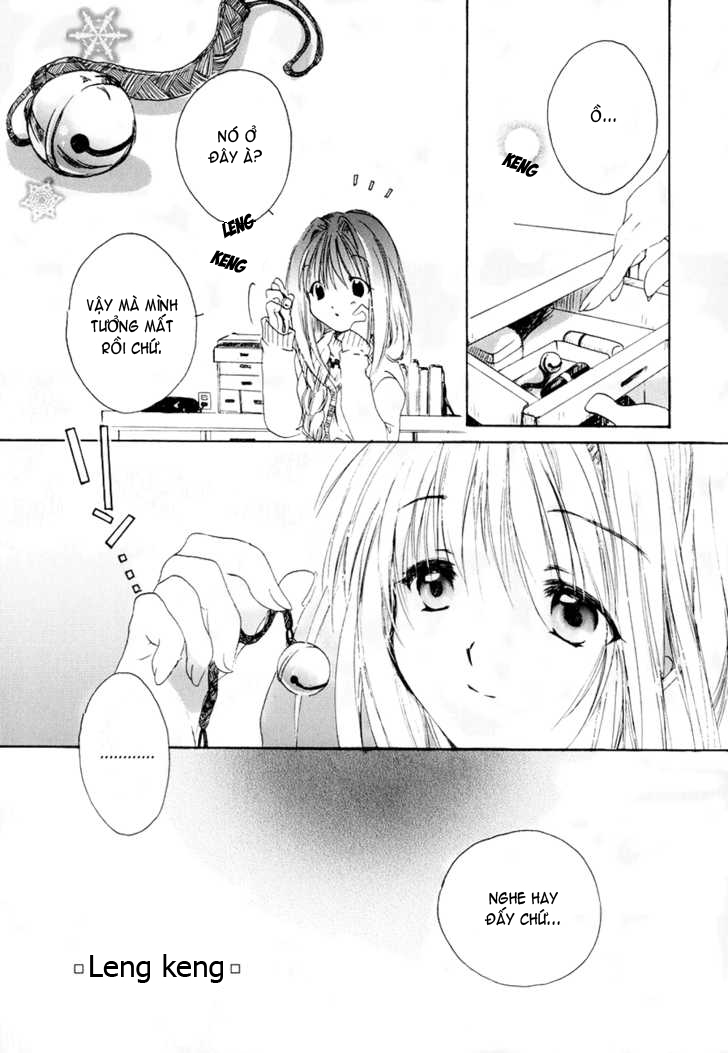 Ồ...
KENG
NÓ Ở
ĐÂY À?
LENG
KENG
VẬY MÀ MÌNH
TƯỞNG MẤT
RỒI CHỨ.
............
NGHE HAY
ĐẤY CHỨ...
▫Leng keng▫